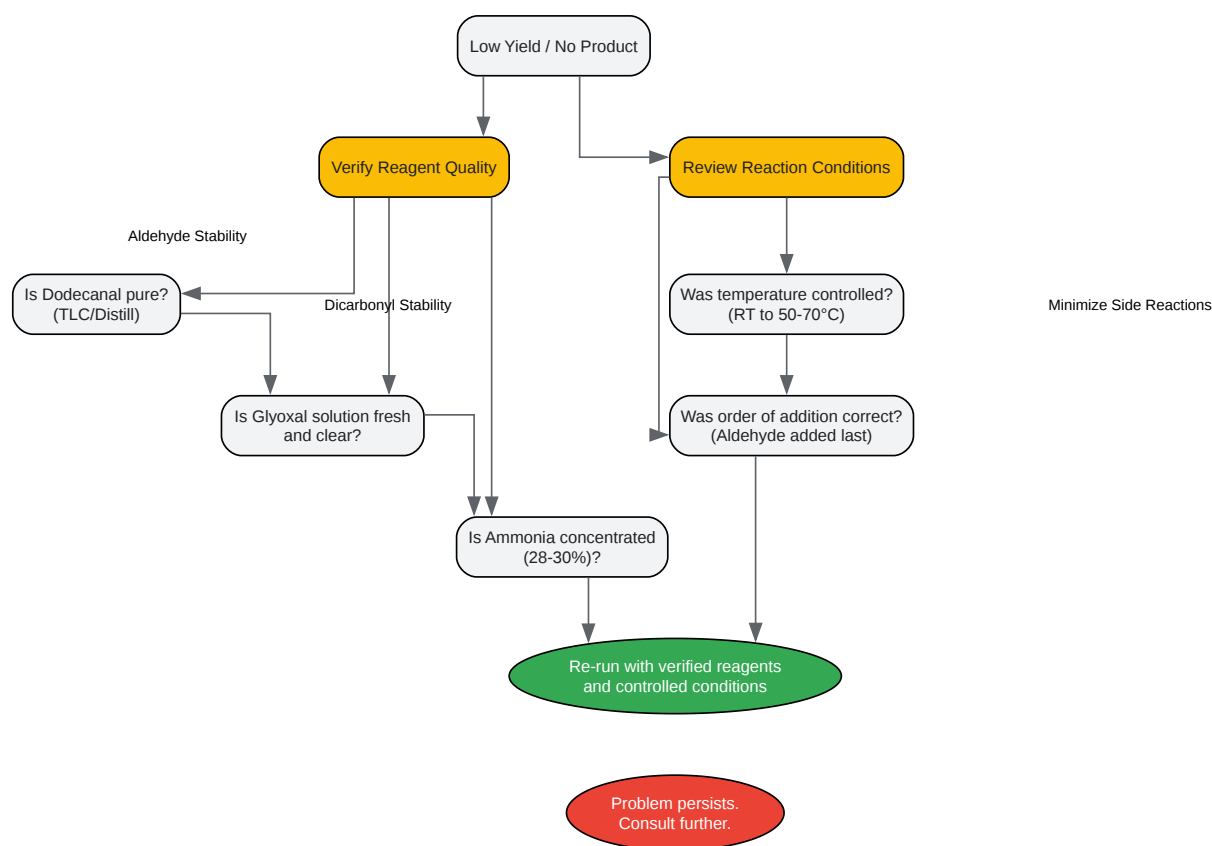 Low Yield / No Product
Verify Reagent Quality
Review Reaction Conditions
Aldehyde Stability
Is Dodecanal pure?
(TLC/Distill)
Dicarbonyl Stability
Was temperature controlled?
(RT to 50-70°C)
Minimize Side Reactions
Is Glyoxal solution fresh
and clear?
Was order of addition correct?
(Aldehyde added last)
Is Ammonia concentrated
(28-30%)?
Re-run with verified reagents
and controlled conditions
Problem persists.
Consult further.